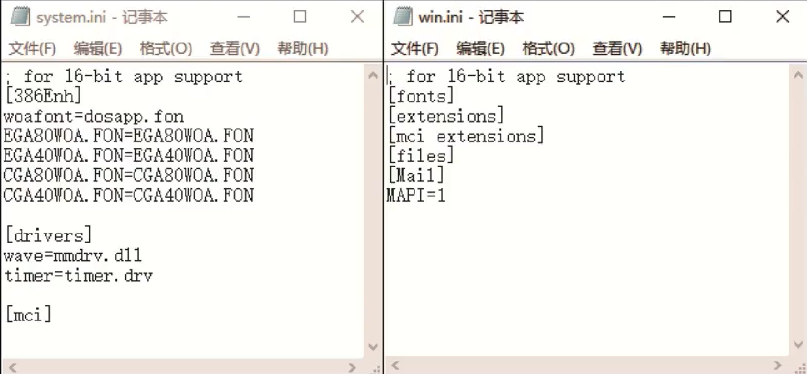 system.ini - 记事本
文件(F) 编辑(E) 格式(O) 查看(V) 帮助(H)
; for 16-bit app support
[386Enh]
woafont=dosapp.fon
EGA80WOA.FON=EGA80WOA.FON
EGA40WOA.FON=EGA40WOA.FON
CGA80WOA.FON=CGA80WOA.FON
CGA40WOA.FON=CGA40WOA.FON
[drivers]
wave=mmdrv.dll
timer=timer.drv
[mci]
win.ini - 记事本
文件(F) 编辑(E) 格式(O) 查看(V) 帮助(H)
; for 16-bit app support
[fonts]
[extensions]
[mci extensions]
[files]
[Mail]
MAPI=1